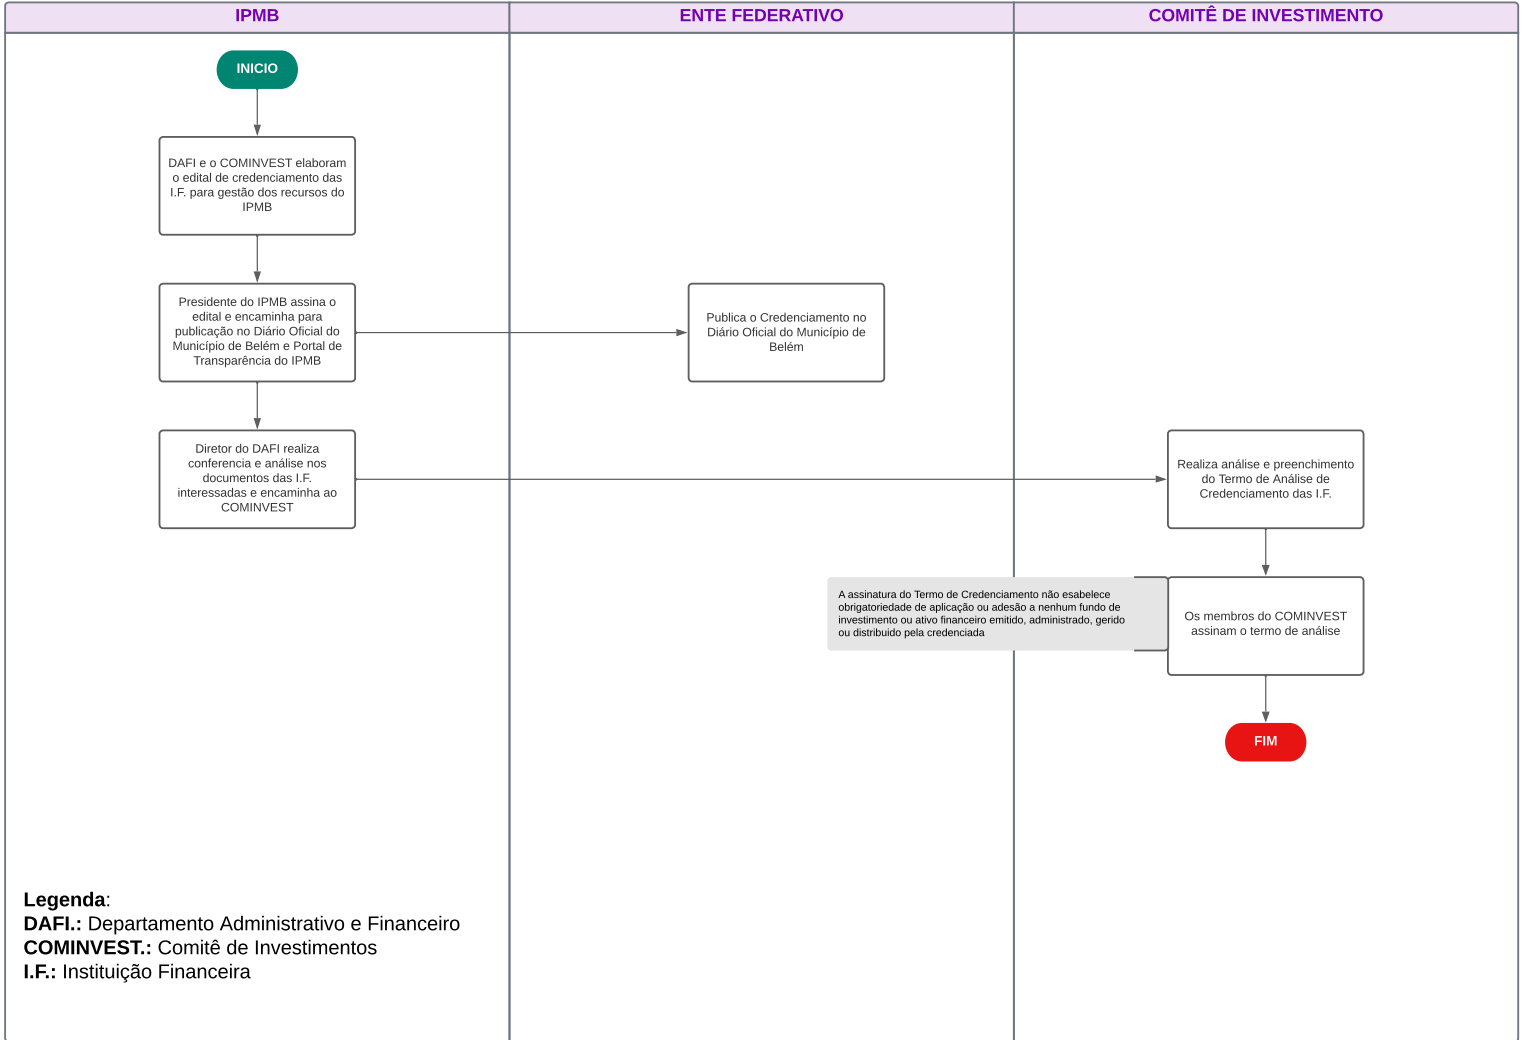 IPMB
ENTE FEDERATIVO
COMITÊ DE INVESTIMENTO
INICIO
DAFI e o COMINVEST elaboram
o edital de credenciamento das
I.F. para gestão dos recursos do
IPMB
Presidente do IPMB assina o
edital e encaminha para
publicação no Diário Oficial do
Município de Belém e Portal de
Transparência do IPMB
Publica o Credenciamento no
Diário Oficial do Município de
Belém
Diretor do DAFI realiza
conferencia e análise nos
documentos das I.F.
interessadas e encaminha ao
COMINVEST
Realiza análise e preenchimento
do Termo de Análise de
Credenciamento das I.F.
A assinatura do Termo de Credenciamento não esabelece
obrigatoriedade de aplicação ou adesão a nenhum fundo de
investimento ou ativo financeiro emitido, administrado, gerido
ou distribuido pela credenciada
Os membros do COMINVEST
assinam o termo de análise
FIM
Legenda:
DAFI.: Departamento Administrativo e Financeiro
COMINVEST.: Comitê de Investimentos
I.F.: Instituição Financeira